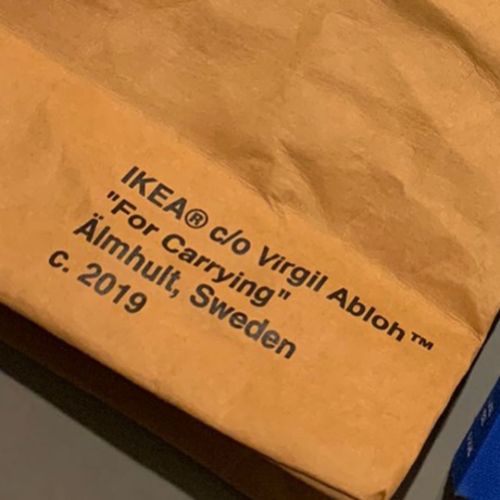 IKEA® c/o Virgil Abloh™
"For Carrying"
Älmhult, Sweden
c. 2019